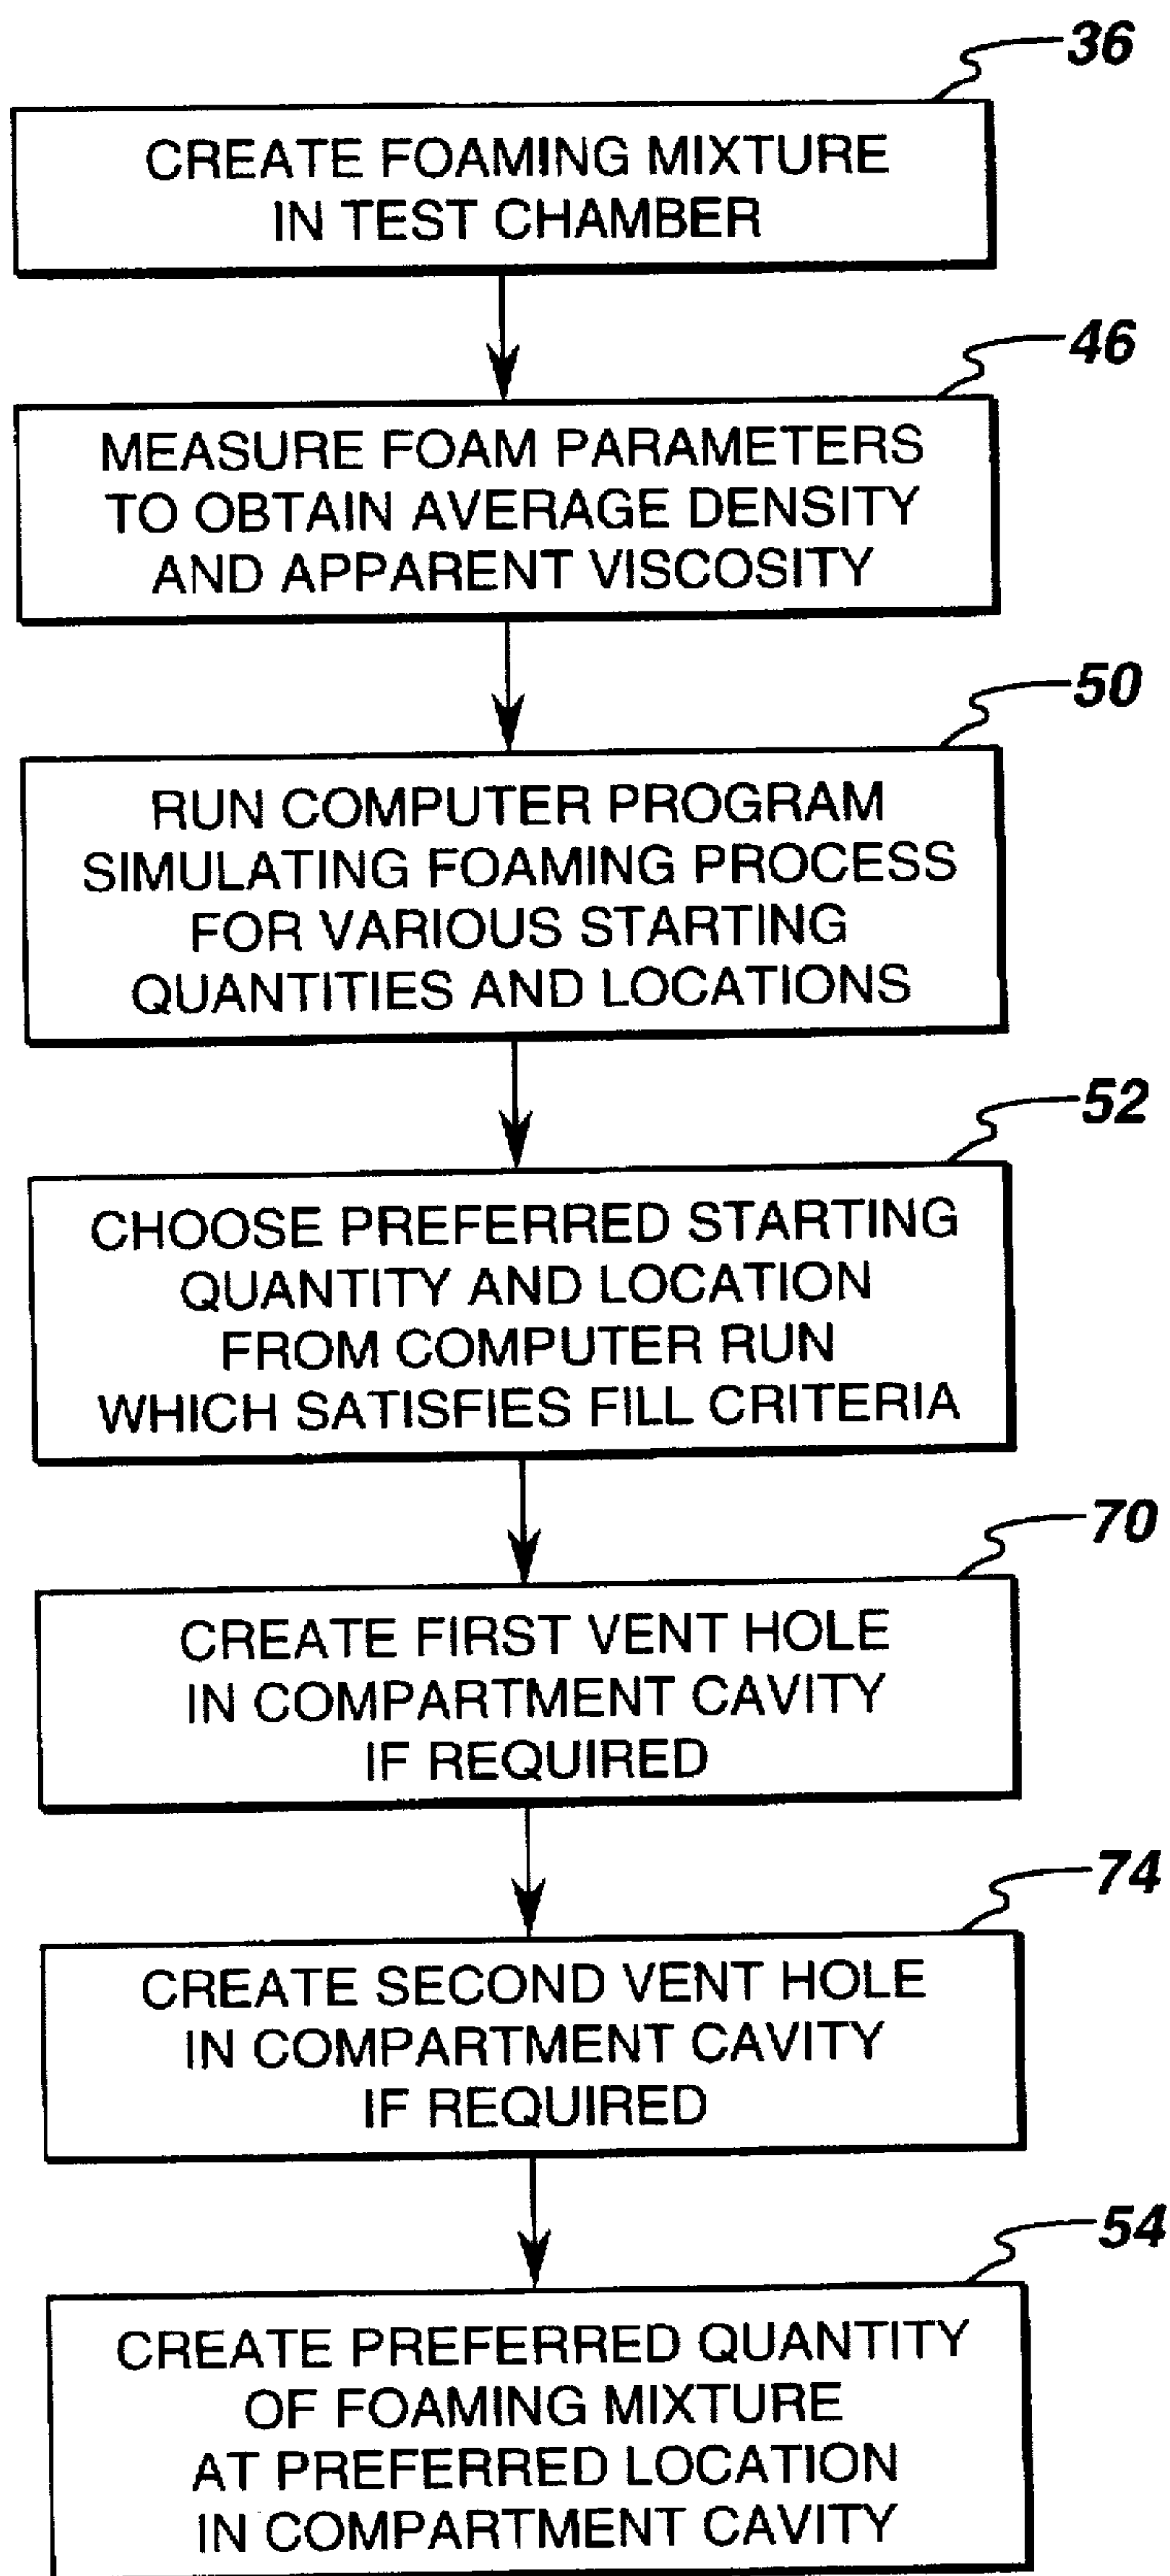 36
CREATE FOAMING MIXTURE
IN TEST CHAMBER
46
MEASURE FOAM PARAMETERS
TO OBTAIN AVERAGE DENSITY
AND APPARENT VISCOSITY
50
RUN COMPUTER PROGRAM
SIMULATING FOAMING PROCESS
FOR VARIOUS STARTING
QUANTITIES AND LOCATIONS
52
CHOOSE PREFERRED STARTING
QUANTITY AND LOCATION
FROM COMPUTER RUN
WHICH SATISFIES FILL CRITERIA
70
CREATE FIRST VENT HOLE
IN COMPARTMENT CAVITY
IF REQUIRED
74
CREATE SECOND VENT HOLE
IN COMPARTMENT CAVITY
IF REQUIRED
54
CREATE PREFERRED QUANTITY
OF FOAMING MIXTURE
AT PREFERRED LOCATION
IN COMPARTMENT CAVITY